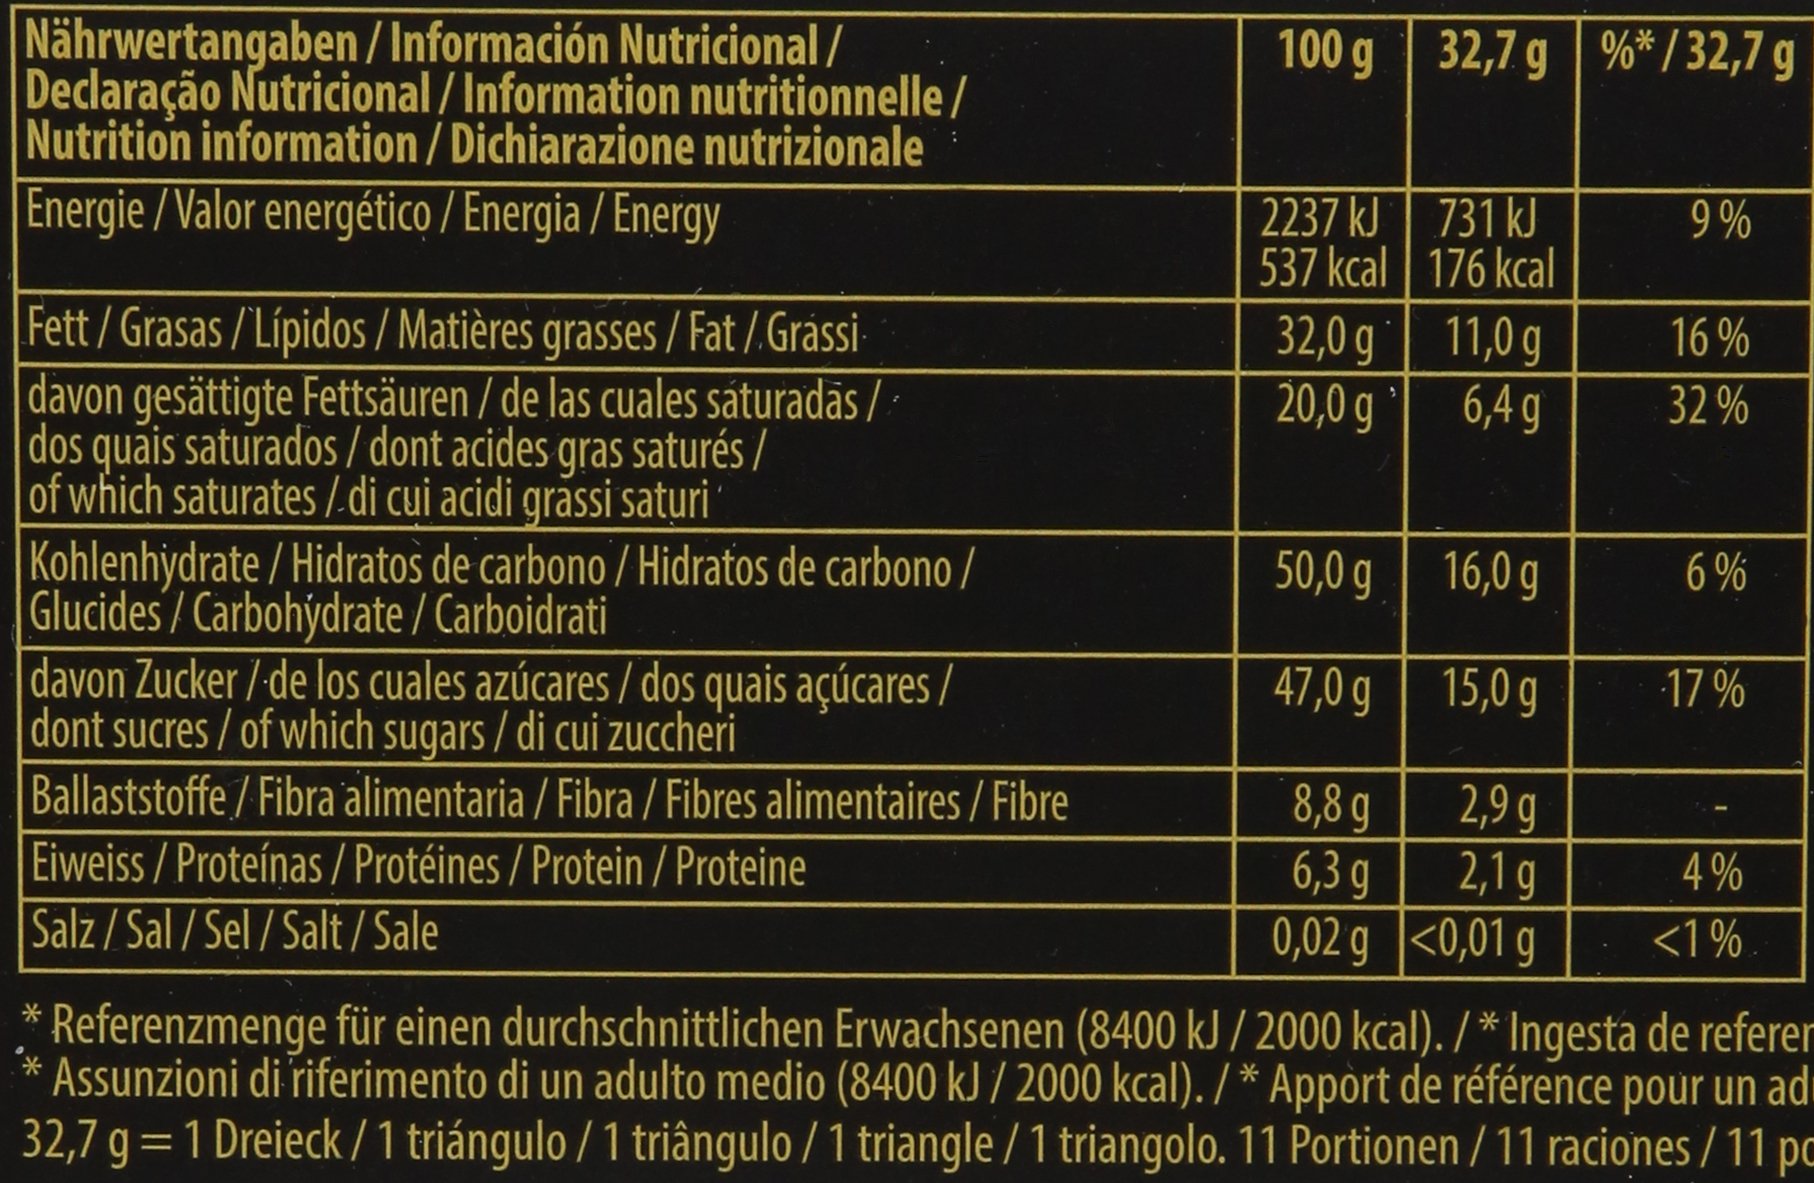 Nährwertangaben / Información Nutricional / 100 g 32,7 g %* / 32,7 g
Declaração Nutricional / Information nutritionnelle /
Nutrition information / Dichiarazione nutrizionale
Energie / Valor energético / Energia / Energy 2237 kJ 731 kJ 9 %
537 kcal 176 kcal
Fett / Grasas / Lípidos / Matières grasses / Fat / Grassi 32,0 g 11,0 g 16 %
davon gesättigte Fettsäuren / de las cuales saturadas / 20,0 g 6,4 g 32 %
dos quais saturados / dont acides gras saturés /
of which saturates / di cui acidi grassi saturi
Kohlenhydrate / Hidratos de carbono / Hidratos de carbono / 50,0 g 16,0 g 6 %
Glucides / Carbohydrate / Carboidrati
davon Zucker / de los cuales azúcares / dos quais açúcares / 47,0 g 15,0 g 17 %
dont sucres / of which sugars / di cui zuccheri
Ballaststoffe / Fibra alimentaria / Fibra / Fibres alimentaires / Fibre 8,8 g 2,9 g -
Eiweiss / Proteínas / Protéines / Protein / Proteine 6,3 g 2,1 g 4 %
Salz / Sal / Sel / Salt / Sale 0,02 g <0,01 g <1 %
* Referenzmenge für einen durchschnittlichen Erwachsenen (8400 kJ / 2000 kcal). / * Ingesta de
* Assunzioni di riferimento di un adulto medio (8400 kJ / 2000 kcal). / * Apport de référence pour un
32,7 g = 1 Dreieck / 1 triángulo / 1 triângulo / 1 triangle / 1 triangolo. 11 Portionen / 11 raciones / 11